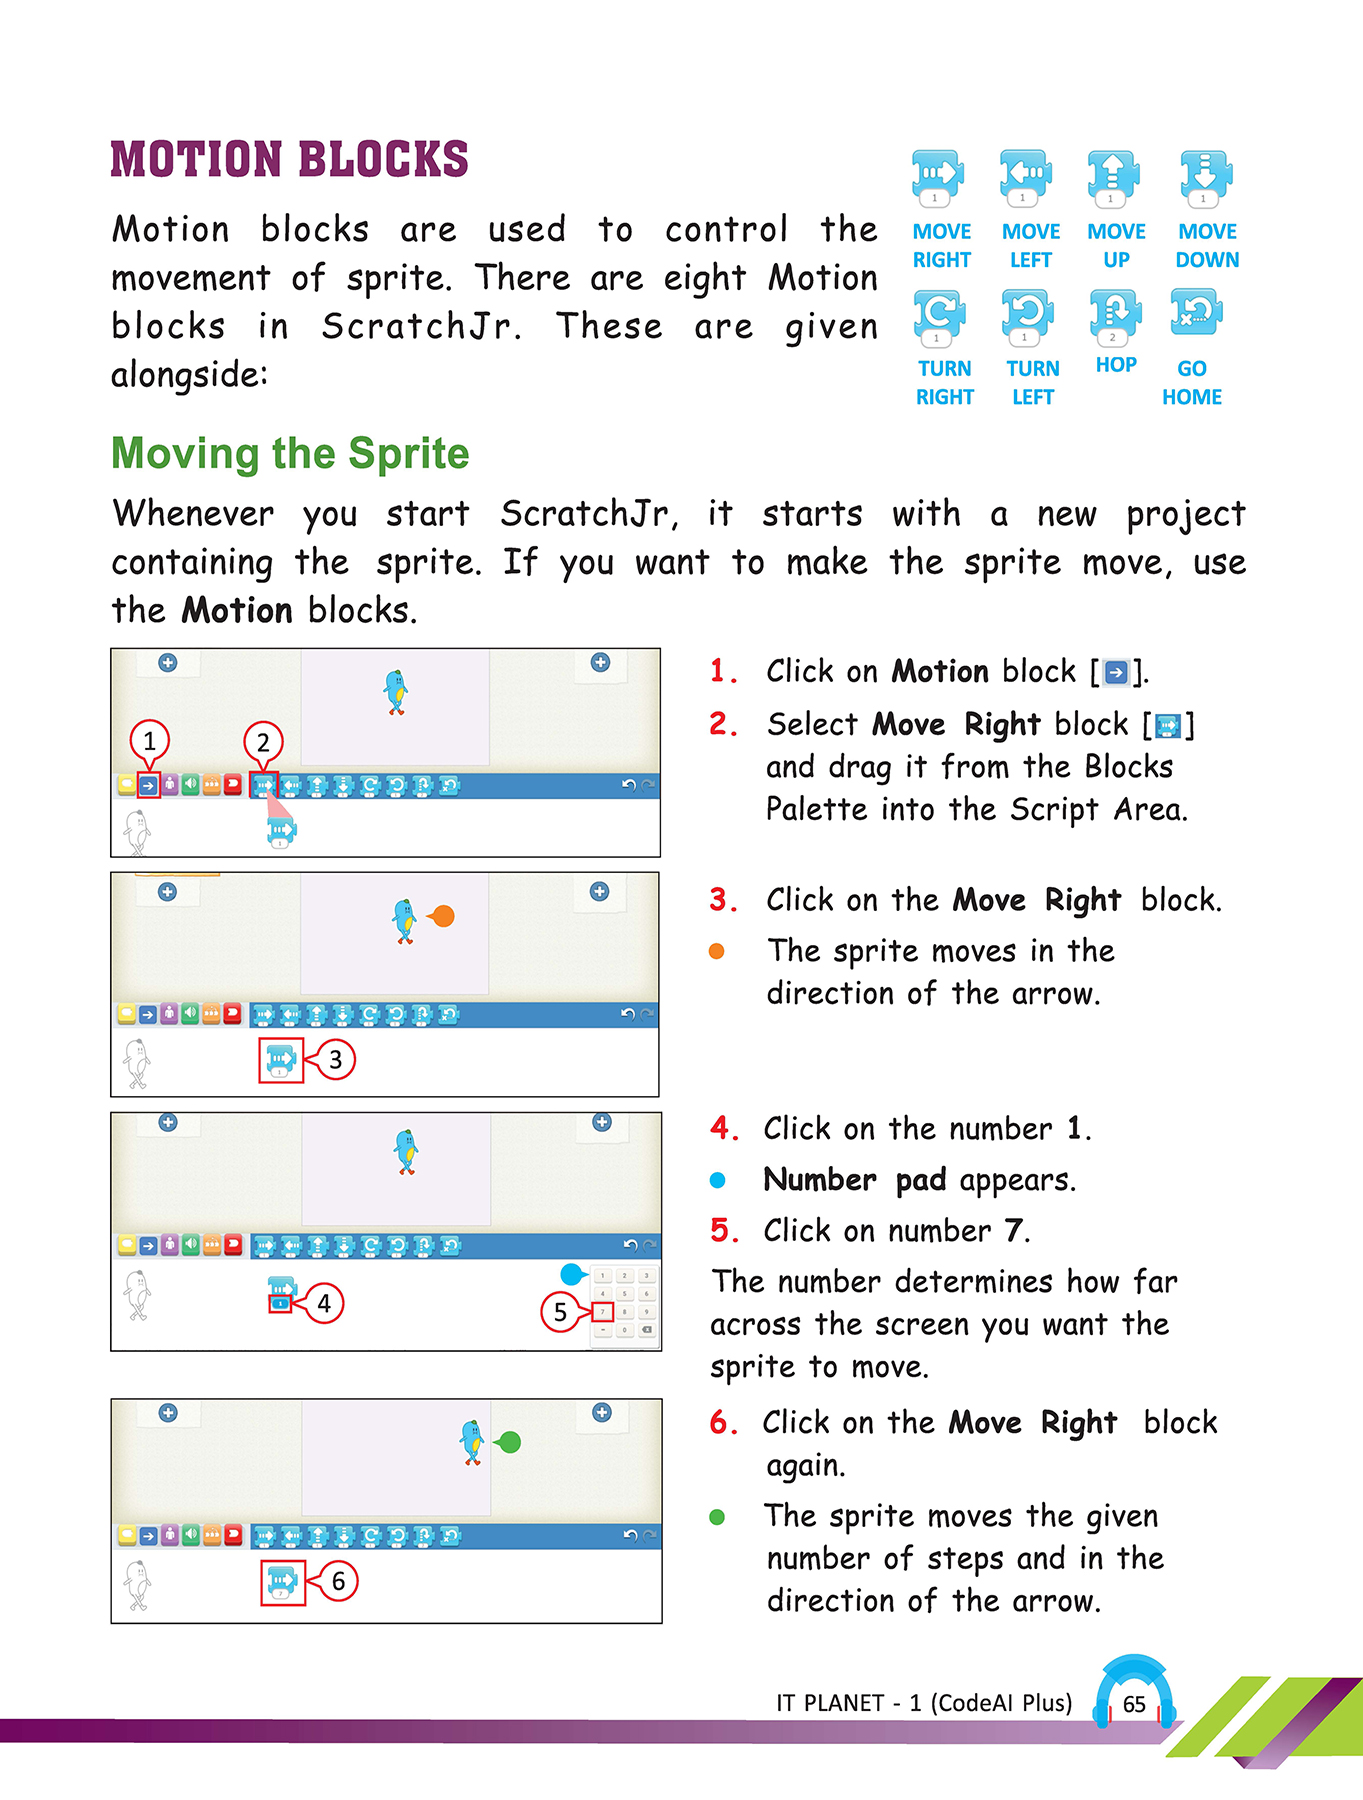 MOTION BLOCKS
Motion blocks are used to control the
movement of sprite. There are eight Motion
blocks in ScratchJr. These are given
alongside:
1 1 1 1
MOVE RIGHT
MOVE LEFT
MOVE UP
MOVE DOWN
1 1 2
TURN RIGHT
TURN LEFT
HOP
GO HOME
Moving the Sprite
Whenever you start ScratchJr, it starts with a new project
containing the sprite. If you want to make the sprite move, use
the Motion blocks.
1
2
1. Click on Motion block [ ].
2. Select Move Right block [ ]
and drag it from the Blocks
Palette into the Script Area.
3
3. Click on the Move Right block.
The sprite moves in the
direction of the arrow.
4
5
1 2 3
4 5 6
7 8 9
- 0
4. Click on the number 1.
Number pad appears.
5. Click on number 7.
The number determines how far
across the screen you want the
sprite to move.
6
6. Click on the Move Right block
again.
The sprite moves the given
number of steps and in the
direction of the arrow.
IT PLANET - 1 (CodeAI Plus) 65